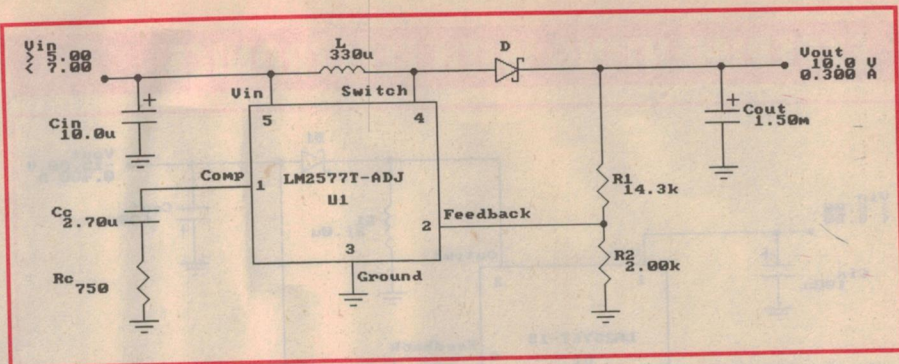 Vin
> 5.00
< 7.00
L
330u
D
Vout
10.0 V
0.300 A
Vin
Switch
5
4
Cin
10.0u
+
+
Cout
1.50m
Comp
1
LM2577T-ADJ
U1
R1
14.3k
Cc
2.70u
2
Feedback
3
Rc
750
Ground
R2
2.00k